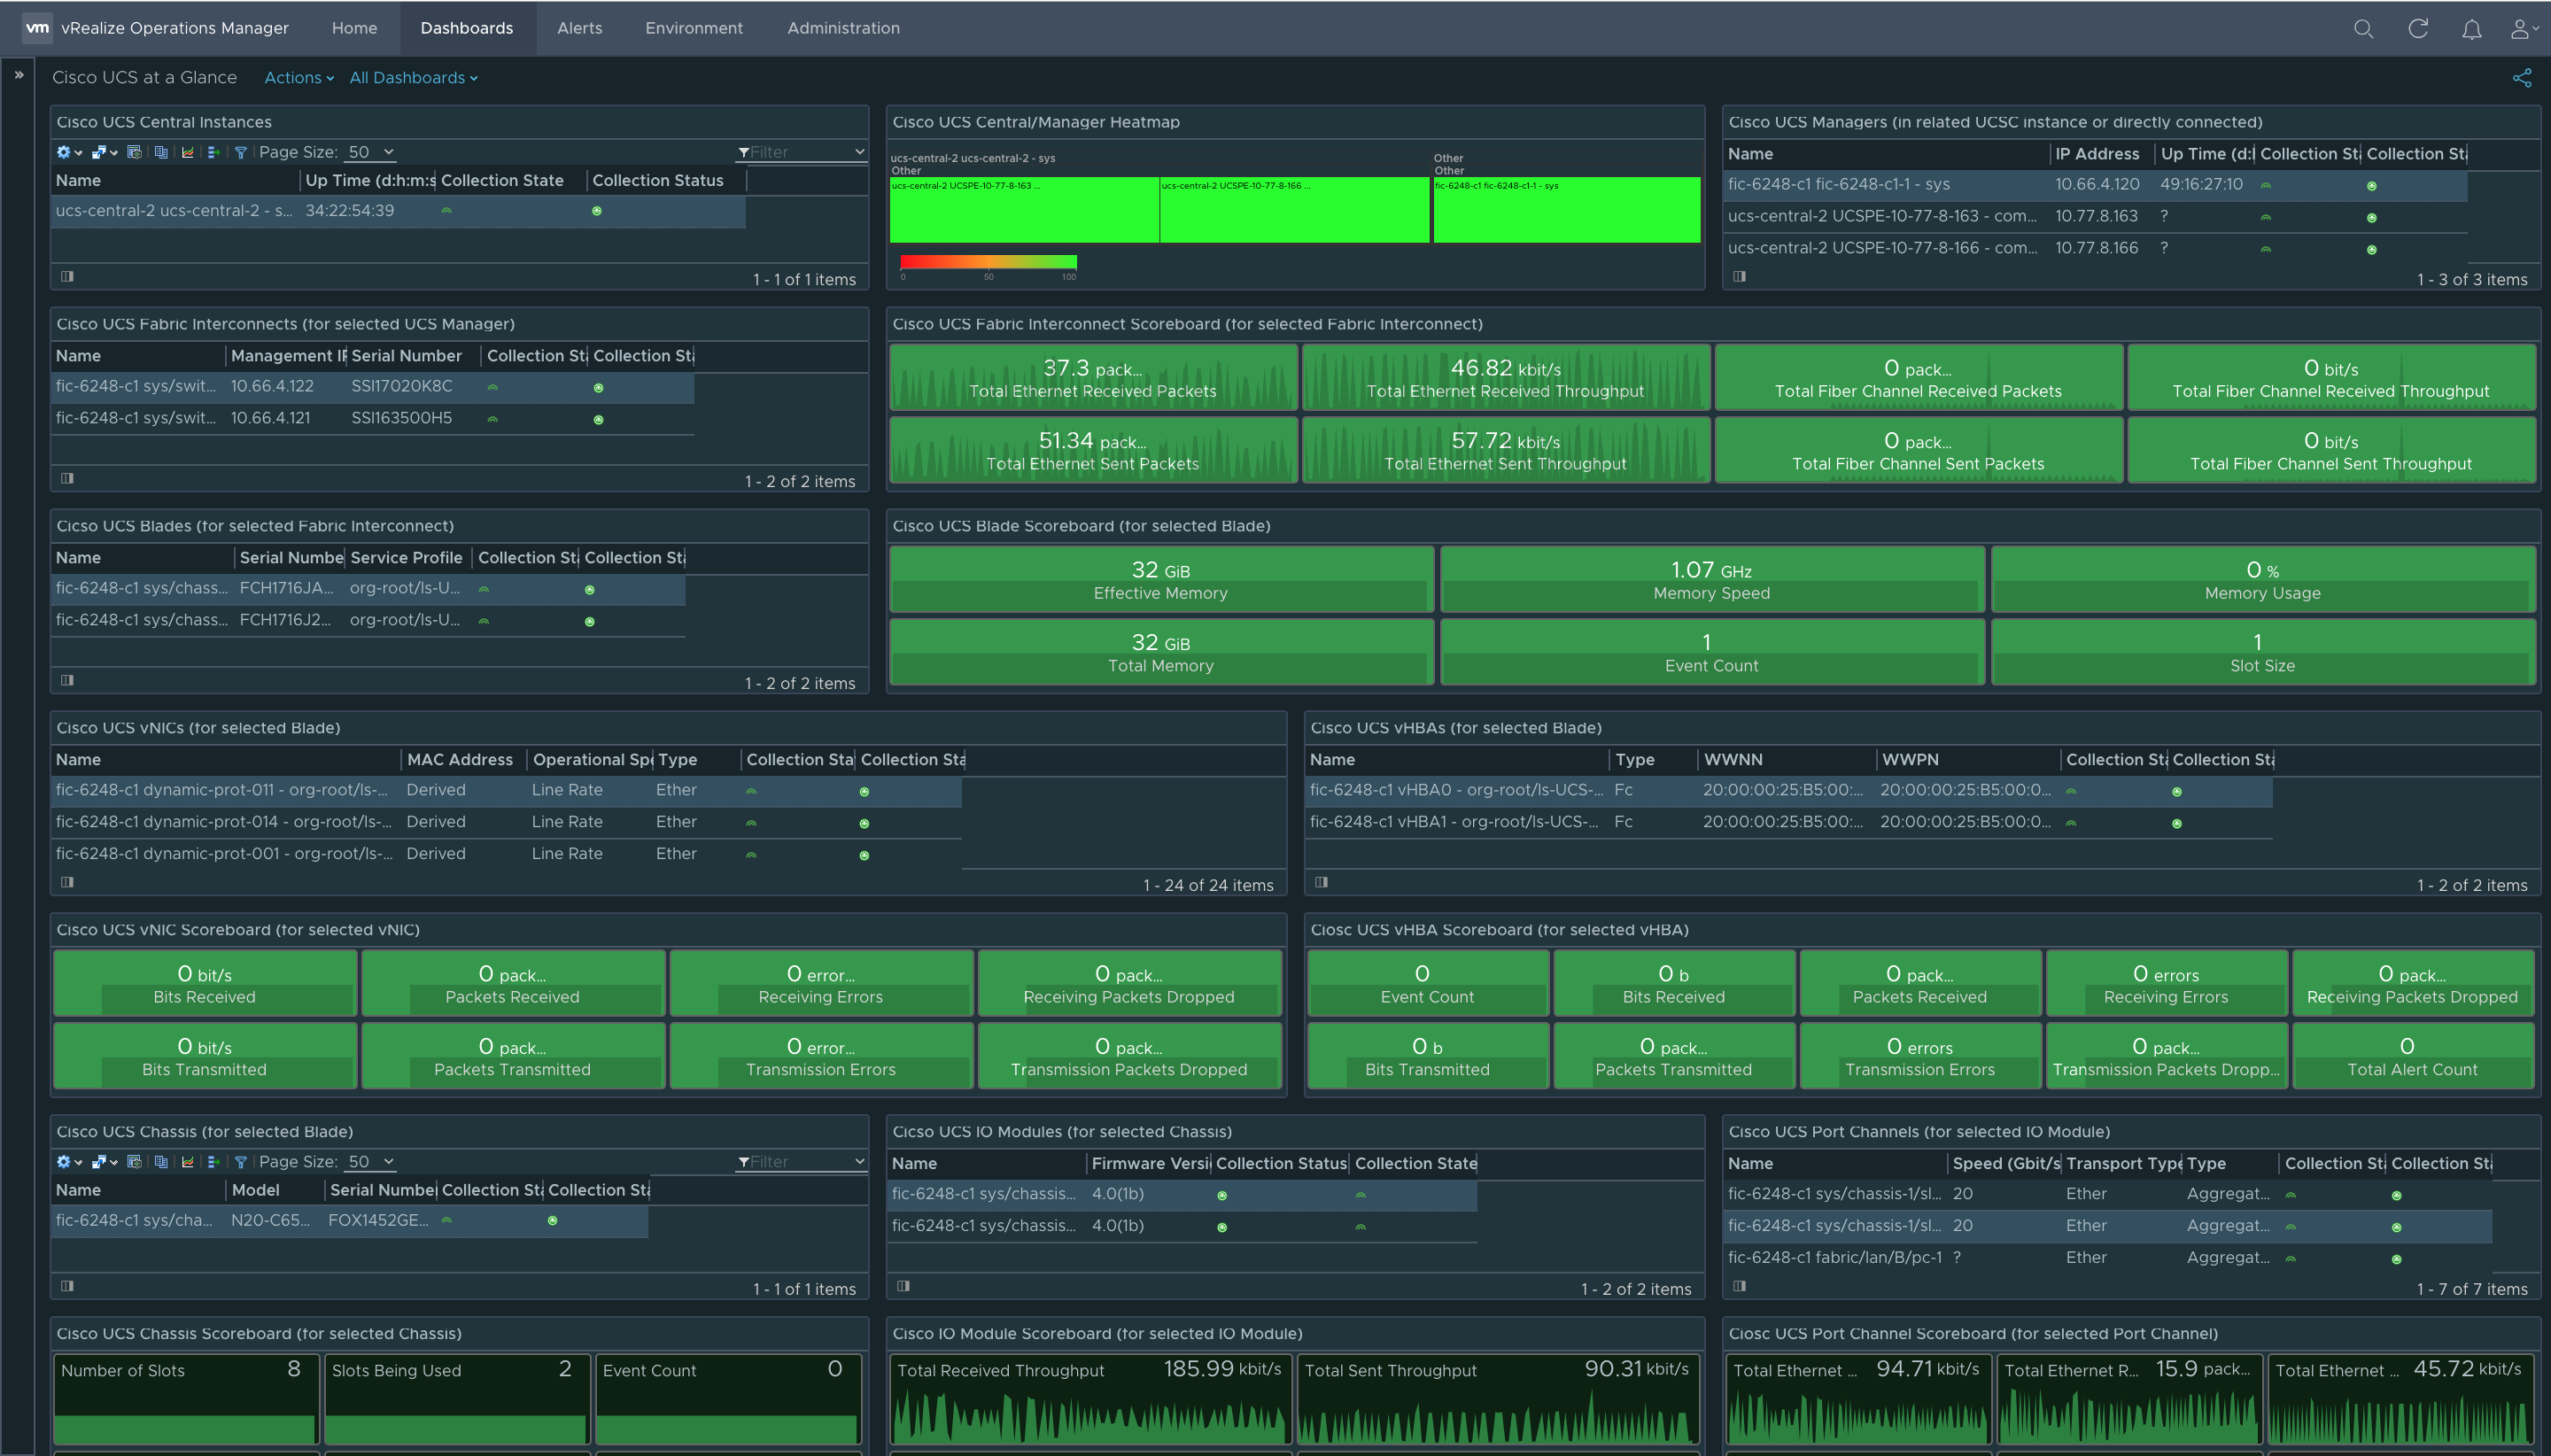 vm vRealize Operations Manager Home Dashboards Alerts Environment Administration
» Cisco UCS at a Glance Actions All Dashboards
Cisco UCS Central Instances
Page Size: 50 Filter
Name Up Time (d:h:m:s Collection State Collection Status
ucs-central-2 ucs-central-2 - s... 34:22:54:39
1 - 1 of 1 items
Cisco UCS Central/Manager Heatmap
ucs-central-2 ucs-central-2 - sys Other
Other Other
ucs-central-2 UCSPE-10-77-8-163 ... ucs-central-2 UCSPE-10-77-8-166 ... fic-6248-c1 fic-6248-c1-1 - sys
0 50 100
Cisco UCS Managers (in related UCSC instance or directly connected)
Name IP Address Up Time (d:h Collection Sta Collection Sta
fic-6248-c1 fic-6248-c1-1 - sys 10.66.4.120 49:16:27:10
ucs-central-2 UCSPE-10-77-8-163 - com... 10.77.8.163 ?
ucs-central-2 UCSPE-10-77-8-166 - com... 10.77.8.166 ?
1 - 3 of 3 items
Cisco UCS Fabric Interconnects (for selected UCS Manager)
Name Management IP Serial Number Collection Sta Collection Sta
fic-6248-c1 sys/swit... 10.66.4.122 SSI17020K8C
fic-6248-c1 sys/swit... 10.66.4.121 SSI163500H5
1 - 2 of 2 items
Cisco UCS Fabric Interconnect Scoreboard (for selected Fabric Interconnect)
37.3 pack... 46.82 kbit/s 0 pack... 0 bit/s
Total Ethernet Received Packets Total Ethernet Received Throughput Total Fiber Channel Received Packets Total Fiber Channel Received Throughput
51.34 pack... 57.72 kbit/s 0 pack... 0 bit/s
Total Ethernet Sent Packets Total Ethernet Sent Throughput Total Fiber Channel Sent Packets Total Fiber Channel Sent Throughput
Cicso UCS Blades (for selected Fabric Interconnect)
Name Serial Numbe Service Profile Collection Sta Collection Sta
fic-6248-c1 sys/chass... FCH1716JA... org-root/ls-U...
fic-6248-c1 sys/chass... FCH1716J2... org-root/ls-U...
1 - 2 of 2 items
Cisco UCS Blade Scoreboard (for selected Blade)
32 GiB 1.07 GHz 0 %
Effective Memory Memory Speed Memory Usage
32 GiB 1 1
Total Memory Event Count Slot Size
Cisco UCS vNICs (for selected Blade)
Name MAC Address Operational Spe Type Collection Sta Collection Sta
fic-6248-c1 dynamic-prot-011 - org-root/ls-... Derived Line Rate Ether
fic-6248-c1 dynamic-prot-014 - org-root/ls-... Derived Line Rate Ether
fic-6248-c1 dynamic-prot-001 - org-root/ls-... Derived Line Rate Ether
1 - 24 of 24 items
Cisco UCS vHBAs (for selected Blade)
Name Type WWNN WWPN Collection Sta Collection Sta
fic-6248-c1 vHBA0 - org-root/ls-UCS-... Fc 20:00:00:25:B5:00:... 20:00:00:25:B5:00:0...
fic-6248-c1 vHBA1 - org-root/ls-UCS-... Fc 20:00:00:25:B5:00:... 20:00:00:25:B5:00:0...
1 - 2 of 2 items
Cisco UCS vNIC Scoreboard (for selected vNIC)
0 bit/s 0 pack... 0 error... 0 pack...
Bits Received Packets Received Receiving Errors Receiving Packets Dropped
0 bit/s 0 pack... 0 error... 0 pack...
Bits Transmitted Packets Transmitted Transmission Errors Transmission Packets Dropped
Ciosc UCS vHBA Scoreboard (for selected vHBA)
0 0 b 0 pack... 0 errors 0 pack...
Event Count Bits Received Packets Received Receiving Errors Receiving Packets Dropped
0 b 0 pack... 0 errors 0 pack... 0
Bits Transmitted Packets Transmitted Transmission Errors Transmission Packets Dropp... Total Alert Count
Cisco UCS Chassis (for selected Blade)
Page Size: 50 Filter
Name Model Serial Numbe Collection Sta Collection Sta
fic-6248-c1 sys/cha... N20-C65... FOX1452GE...
1 - 1 of 1 items
Cicso UCS IO Modules (for selected Chassis)
Name Firmware Versi Collection Status Collection State
fic-6248-c1 sys/chassis... 4.0(1b)
fic-6248-c1 sys/chassis... 4.0(1b)
1 - 2 of 2 items
Cisco UCS Port Channels (for selected IO Module)
Name Speed (Gbit/s Transport Type Type Collection Sta Collection Sta
fic-6248-c1 sys/chassis-1/sl... 20 Ether Aggregat...
fic-6248-c1 sys/chassis-1/sl... 20 Ether Aggregat...
fic-6248-c1 fabric/lan/B/pc-1 ? Ether Aggregat...
1 - 7 of 7 items
Cisco UCS Chassis Scoreboard (for selected Chassis)
Number of Slots 8 Slots Being Used 2 Event Count 0
Cisco IO Module Scoreboard (for selected IO Module)
Total Received Throughput 185.99 kbit/s Total Sent Throughput 90.31 kbit/s
Ciosc UCS Port Channel Scoreboard (for selected Port Channel)
Total Ethernet ... 94.71 kbit/s Total Ethernet R... 15.9 pack... Total Ethernet ... 45.72 kbit/s